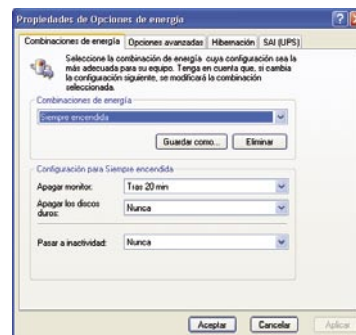 Propiedades de Opciones de energía
Combinaciones de energía
Opciones avanzadas
Hibernación
SAI (UPS)
Seleccione la combinación de energía cuya configuración sea la
más adecuada para su equipo. Tenga en cuenta que, si cambia
la configuración siguiente, se modificará la combinación
seleccionada.
Combinaciones de energía
Siempre encendida
Guardar como...
Eliminar
Configuración para Siempre encendida
Apagar monitor:
Tras 20 min
Apagar los discos
duros:
Nunca
Pasar a inactividad:
Nunca
Aceptar
Cancelar
Aplicar